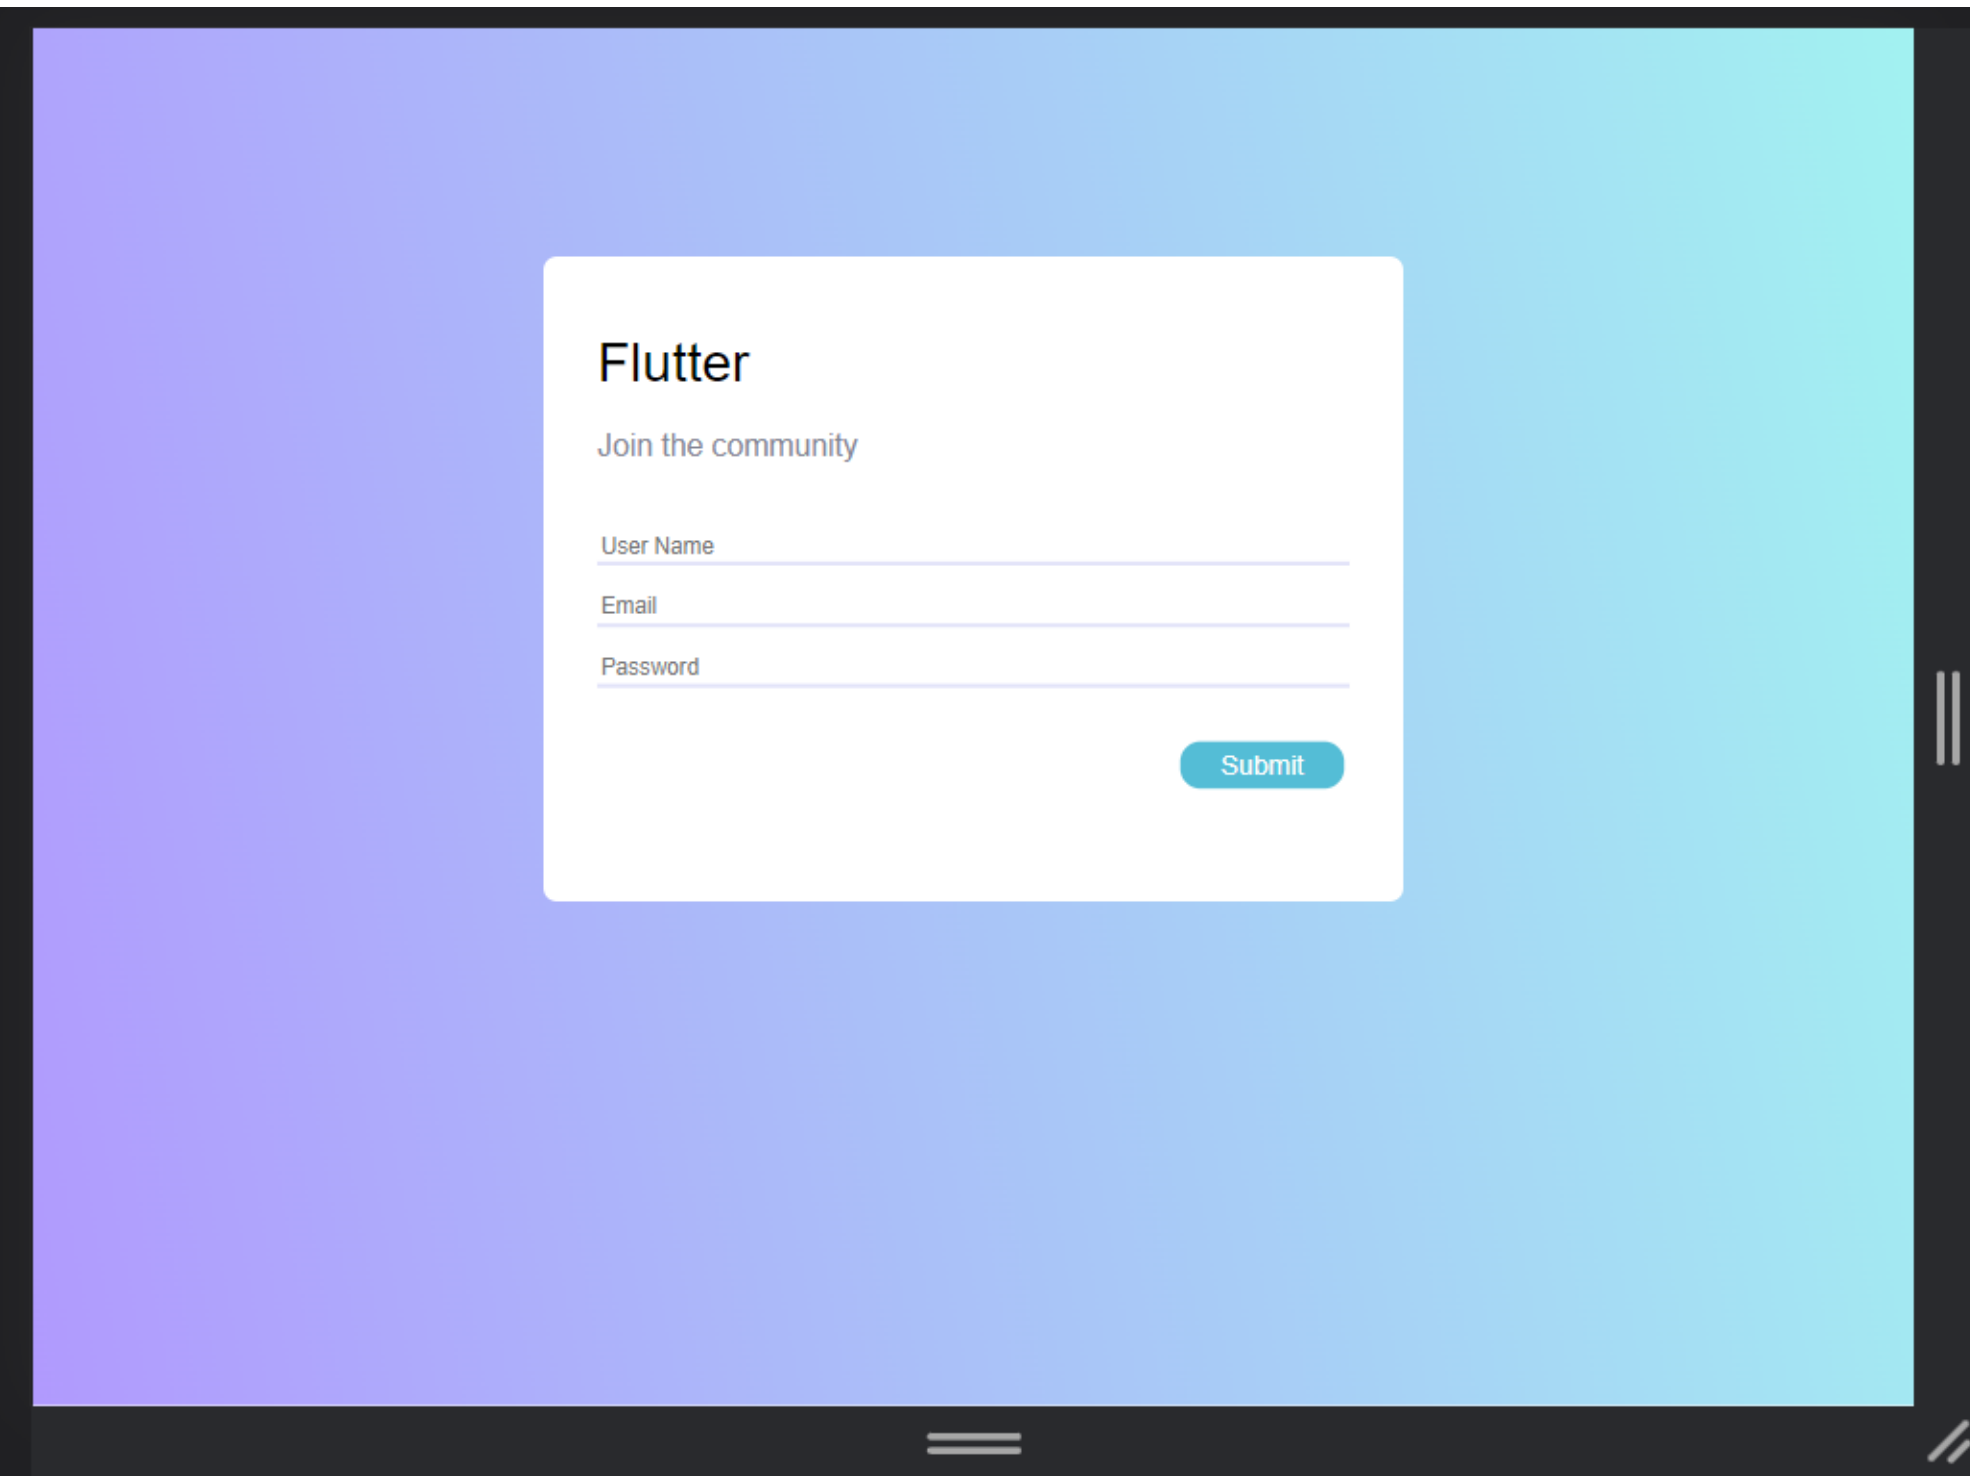 Flutter
Join the community
User Name
Email
Password
Submit